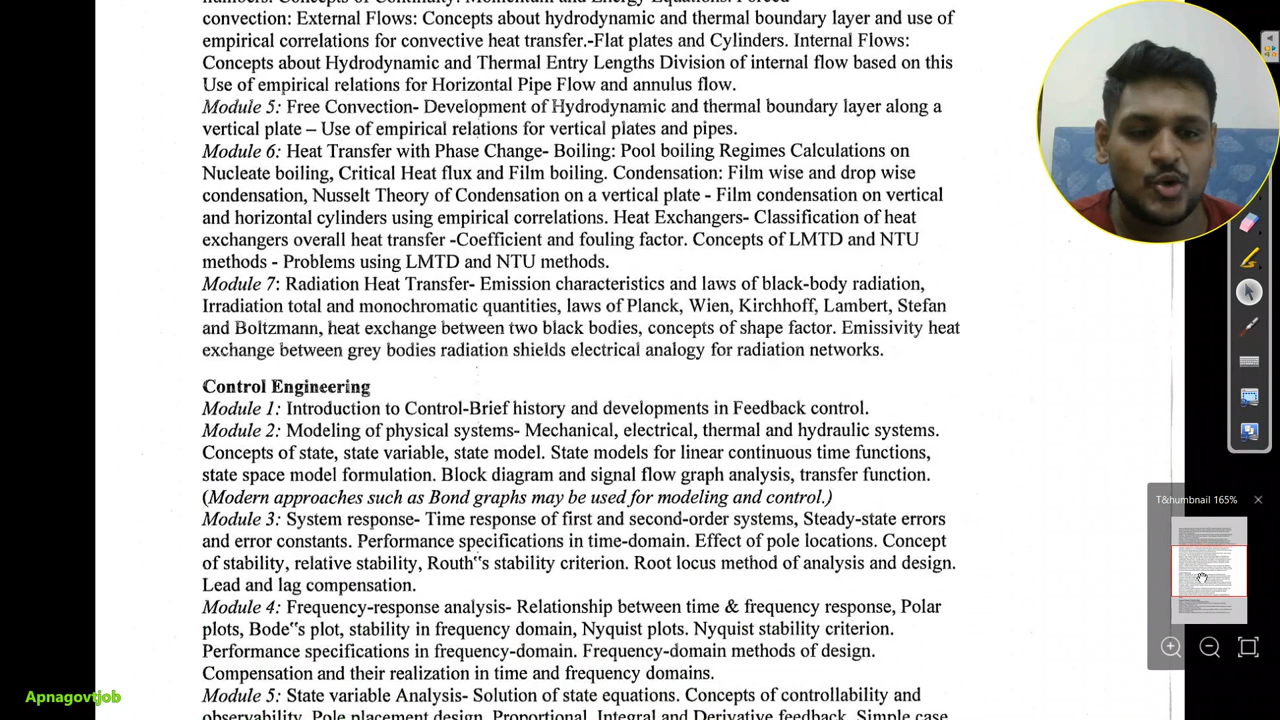 convection: External Flows: Concepts about hydrodynamic and thermal boundary layer and use of
empirical correlations for convective heat transfer.-Flat plates and Cylinders. Internal Flows:
Concepts about Hydrodynamic and Thermal Entry Lengths Division of internal flow based on this
Use of empirical relations for Horizontal Pipe Flow and annulus flow.
Module 5: Free Convection- Development of Hydrodynamic and thermal boundary layer along a
vertical plate – Use of empirical relations for vertical plates and pipes.
Module 6: Heat Transfer with Phase Change- Boiling: Pool boiling Regimes Calculations on
Nucleate boiling, Critical Heat flux and Film boiling. Condensation: Film wise and drop wise
condensation, Nusselt Theory of Condensation on a vertical plate - Film condensation on vertical
and horizontal cylinders using empirical correlations. Heat Exchangers- Classification of heat
exchangers overall heat transfer -Coefficient and fouling factor. Concepts of LMTD and NTU
methods - Problems using LMTD and NTU methods.
Module 7: Radiation Heat Transfer- Emission characteristics and laws of black-body radiation,
Irradiation total and monochromatic quantities, laws of Planck, Wien, Kirchhoff, Lambert, Stefan
and Boltzmann, heat exchange between two black bodies, concepts of shape factor. Emissivity heat
exchange between grey bodies radiation shields electrical analogy for radiation networks.
Control Engineering
Module 1: Introduction to Control-Brief history and developments in Feedback control.
Module 2: Modeling of physical systems- Mechanical, electrical, thermal and hydraulic systems.
Concepts of state, state variable, state model. State models for linear continuous time functions,
state space model formulation. Block diagram and signal flow graph analysis, transfer function.
(Modern approaches such as Bond graphs may be used for modeling and control.)
Module 3: System response- Time response of first and second-order systems, Steady-state errors
and error constants. Performance specifications in time-domain. Effect of pole locations. Concept
of stability, relative stability, Routh‟s stability criterion. Root locus method of analysis and design.
Lead and lag compensation.
Module 4: Frequency-response analysis- Relationship between time & frequency response, Polar
plots, Bode‟s plot, stability in frequency domain, Nyquist plots. Nyquist stability criterion.
Performance specifications in frequency-domain. Frequency-domain methods of design.
Compensation and their realization in time and frequency domains.
Module 5: State variable Analysis- Solution of state equations. Concepts of controllability and
observability. Pole placement design, Proportional, Integral and Derivative feedback. Simple case
T&humbnail 165%
Apnagovtjob